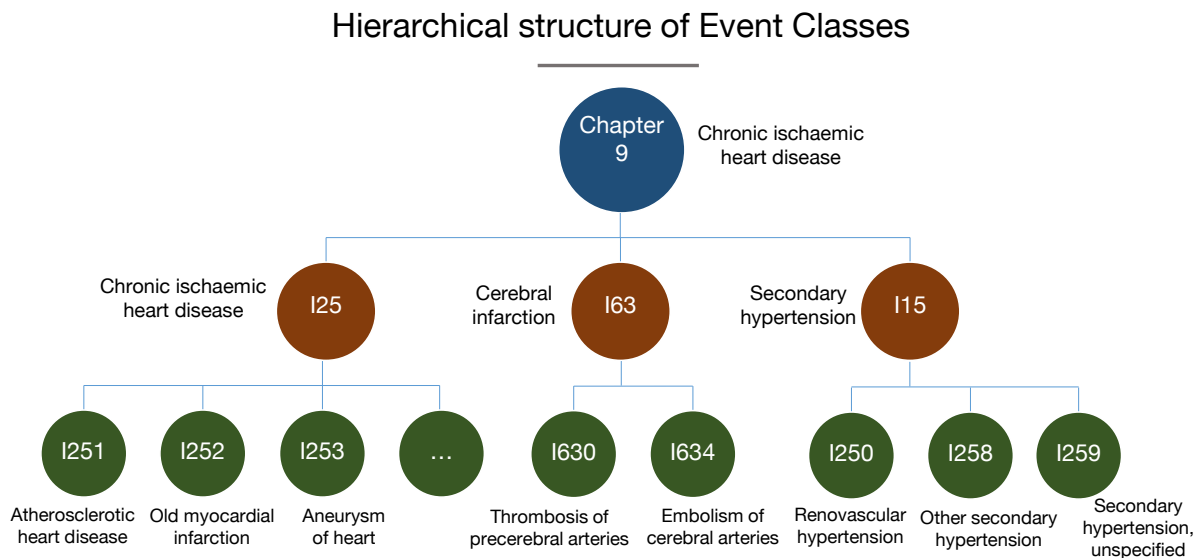 Hierarchical structure of Event Classes
Chapter
9
Chronic ischaemic
heart disease
Chronic ischaemic
heart disease
I25
Cerebral
infarction
I63
Secondary
hypertension
I15
I251
I252
I253
...
I630
I634
I250
I258
I259
Atherosclerotic
heart disease
Old myocardial
infarction
Aneurysm
of heart
Thrombosis of
precerebral arteries
Embolism of
cerebral arteries
Renovascular
hypertension
Other secondary
hypertension
Secondary
hypertension,
unspecified